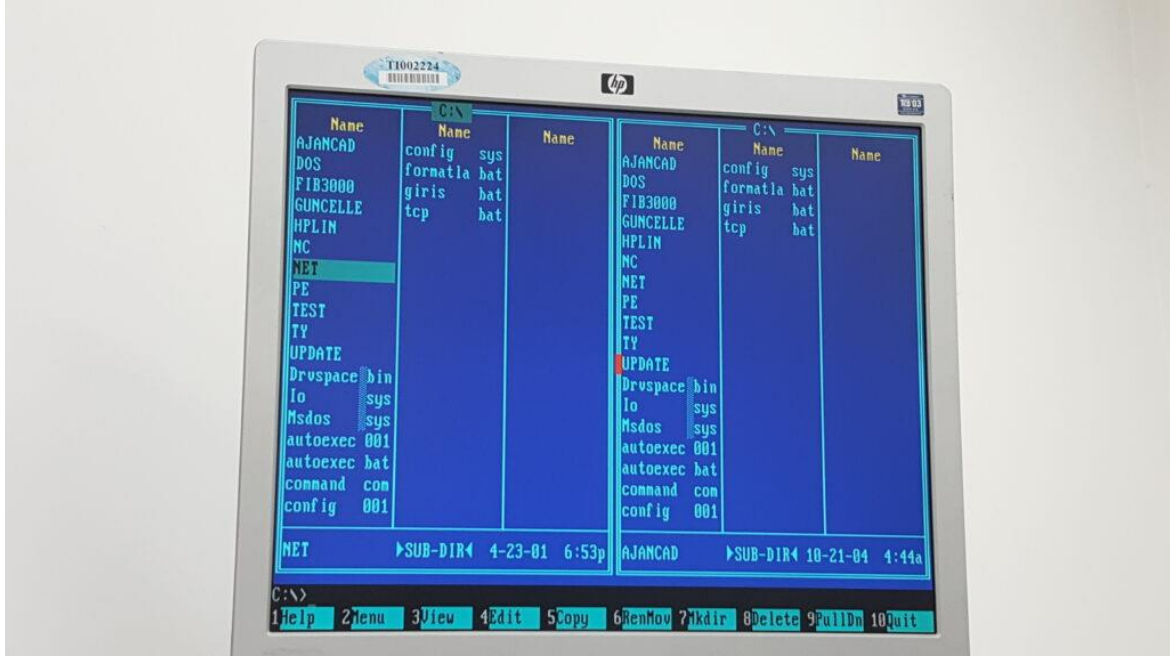 TI002224
hp
C:\
Name Name Name
AJANCAD config sys
DOS formatla bat
FIB3000 giris bat
GUNCELLE tcp bat
HPLIN
NC
NET
PE
TEST
TY
UPDATE
Drvspace bin
Io sys
Msdos sys
autoexec 001
autoexec bat
command com
config 001
NET ►SUB-DIR◄ 4-23-01 6:53p
C:\
Name Name Name
AJANCAD config sys
DOS formatla bat
FIB3000 giris bat
GUNCELLE tcp bat
HPLIN
NC
NET
PE
TEST
TY
UPDATE
Drvspace bin
Io sys
Msdos sys
autoexec 001
autoexec bat
command com
config 001
AJANCAD ►SUB-DIR◄ 10-21-04 4:44a
C:\>_
1Help 2Menu 3View 4Edit 5Copy 6RenMov 7Mkdir 8Delete 9PullDn 10Quit